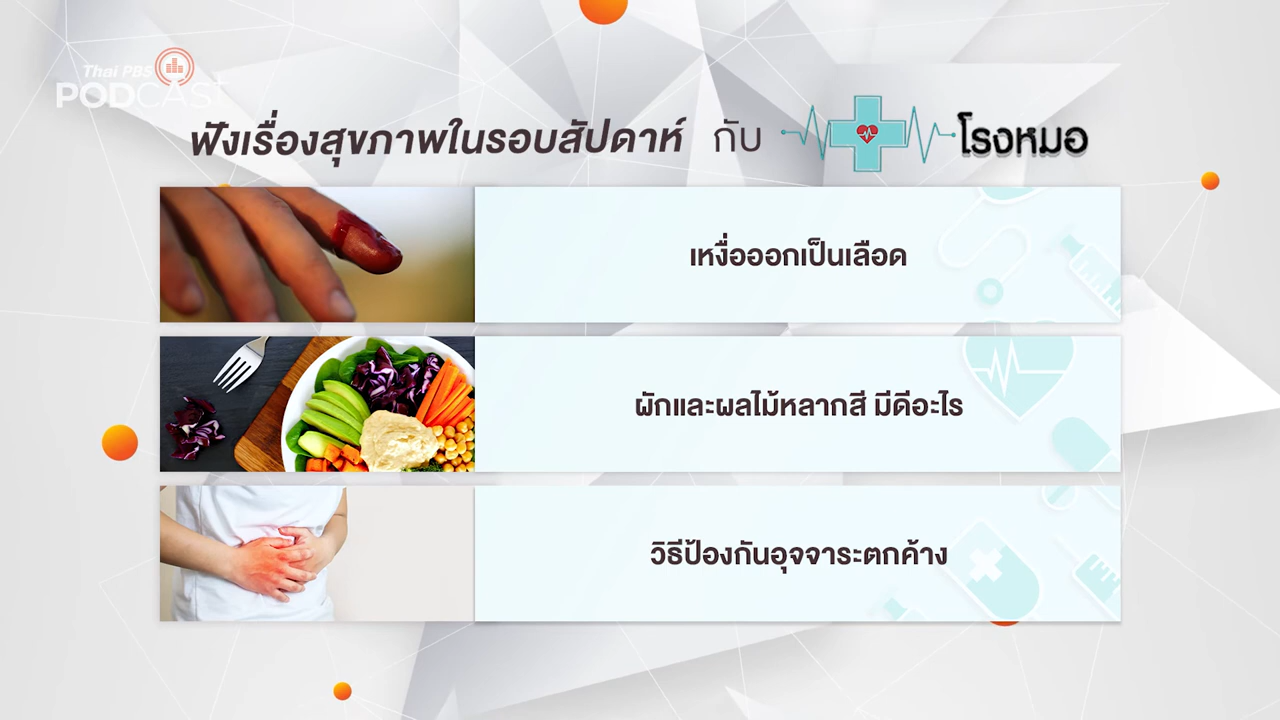 Thai PBS
PODCAST
ฟังเรื่องสุขภาพในรอบสัปดาห์ กับ โรงหมอ
เหงื่อออกเป็นเลือด
ผักและผลไม้หลากสี มีดีอะไร
วิธีป้องกันอุจจาระตกค้าง